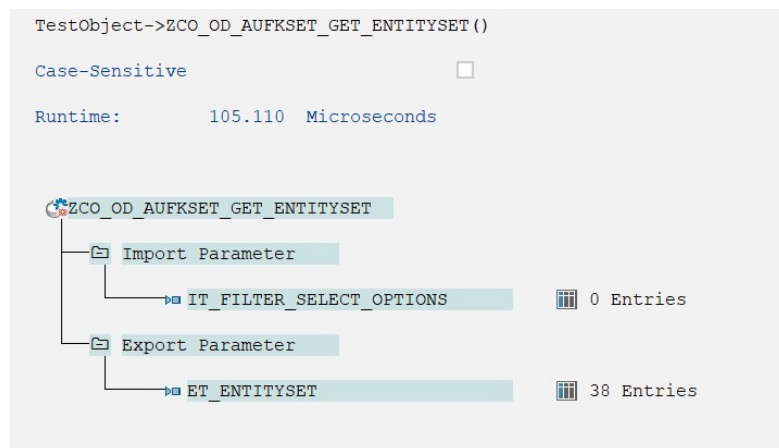 TestObject->ZCO_OD_AUFKSET_GET_ENTITYSET()
Case-Sensitive
Runtime: 105.110 Microseconds
ZCO_OD_AUFKSET_GET_ENTITYSET
Import Parameter
IT_FILTER_SELECT_OPTIONS 0 Entries
Export Parameter
ET_ENTITYSET 38 Entries